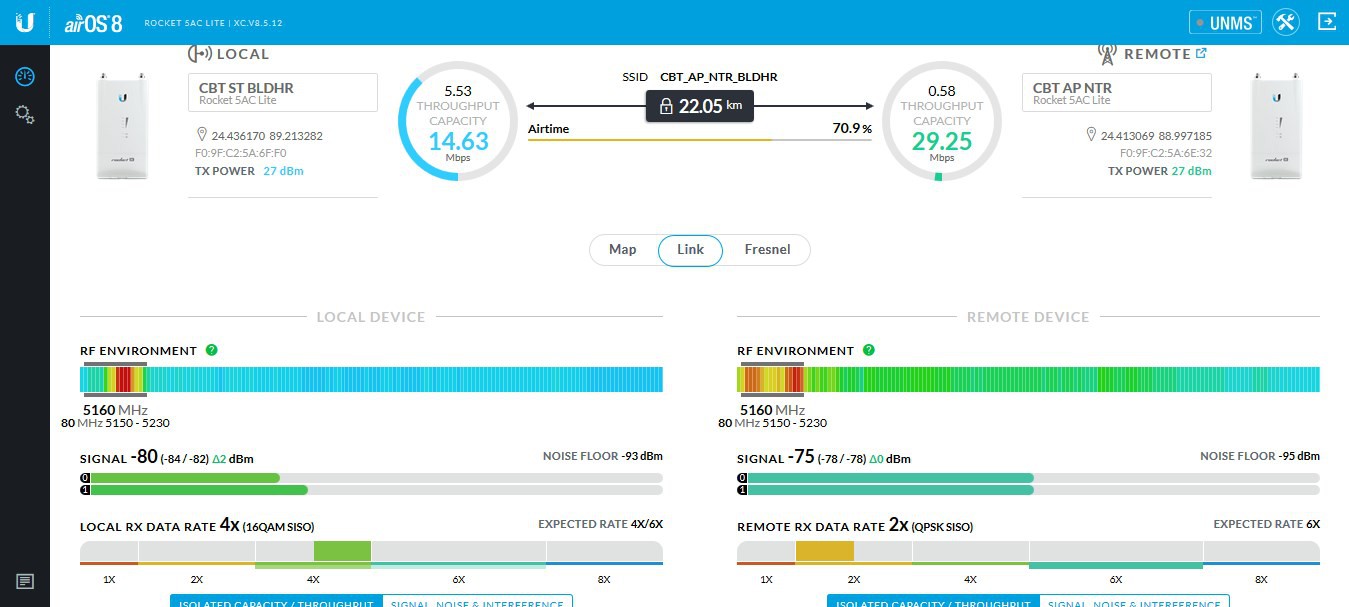 airOS 8 ROCKET 5AC LITE | XC.V8.5.12 UNMS
LOCAL
CBT ST BLDHR
Rocket 5AC Lite
24.436170 89.213282
F0:9F:C2:5A:6F:F0
TX POWER 27 dBm
5.53
THROUGHPUT
CAPACITY
14.63
Mbps
SSID CBT_AP_NTR_BLDHR
22.05 km
Airtime 70.9 %
0.58
THROUGHPUT
CAPACITY
29.25
Mbps
REMOTE
CBT AP NTR
Rocket 5AC Lite
24.413069 88.997185
F0:9F:C2:5A:6E:32
TX POWER 27 dBm
Map Link Fresnel
LOCAL DEVICE
RF ENVIRONMENT ?
5160 MHz
80 MHz 5150 - 5230
SIGNAL -80 (-84 / -82) Δ2 dBm NOISE FLOOR -93 dBm
0
1
LOCAL RX DATA RATE 4x (16QAM SISO) EXPECTED RATE 4X/6X
1X 2X 4X 6X 8X
ISOLATED CAPACITY / THROUGHPUT SIGNAL, NOISE & INTERFERENCE
REMOTE DEVICE
RF ENVIRONMENT ?
5160 MHz
80 MHz 5150 - 5230
SIGNAL -75 (-78 / -78) Δ0 dBm NOISE FLOOR -95 dBm
0
1
REMOTE RX DATA RATE 2x (QPSK SISO) EXPECTED RATE 6X
1X 2X 4X 6X 8X
ISOLATED CAPACITY / THROUGHPUT SIGNAL, NOISE & INTERFERENCE